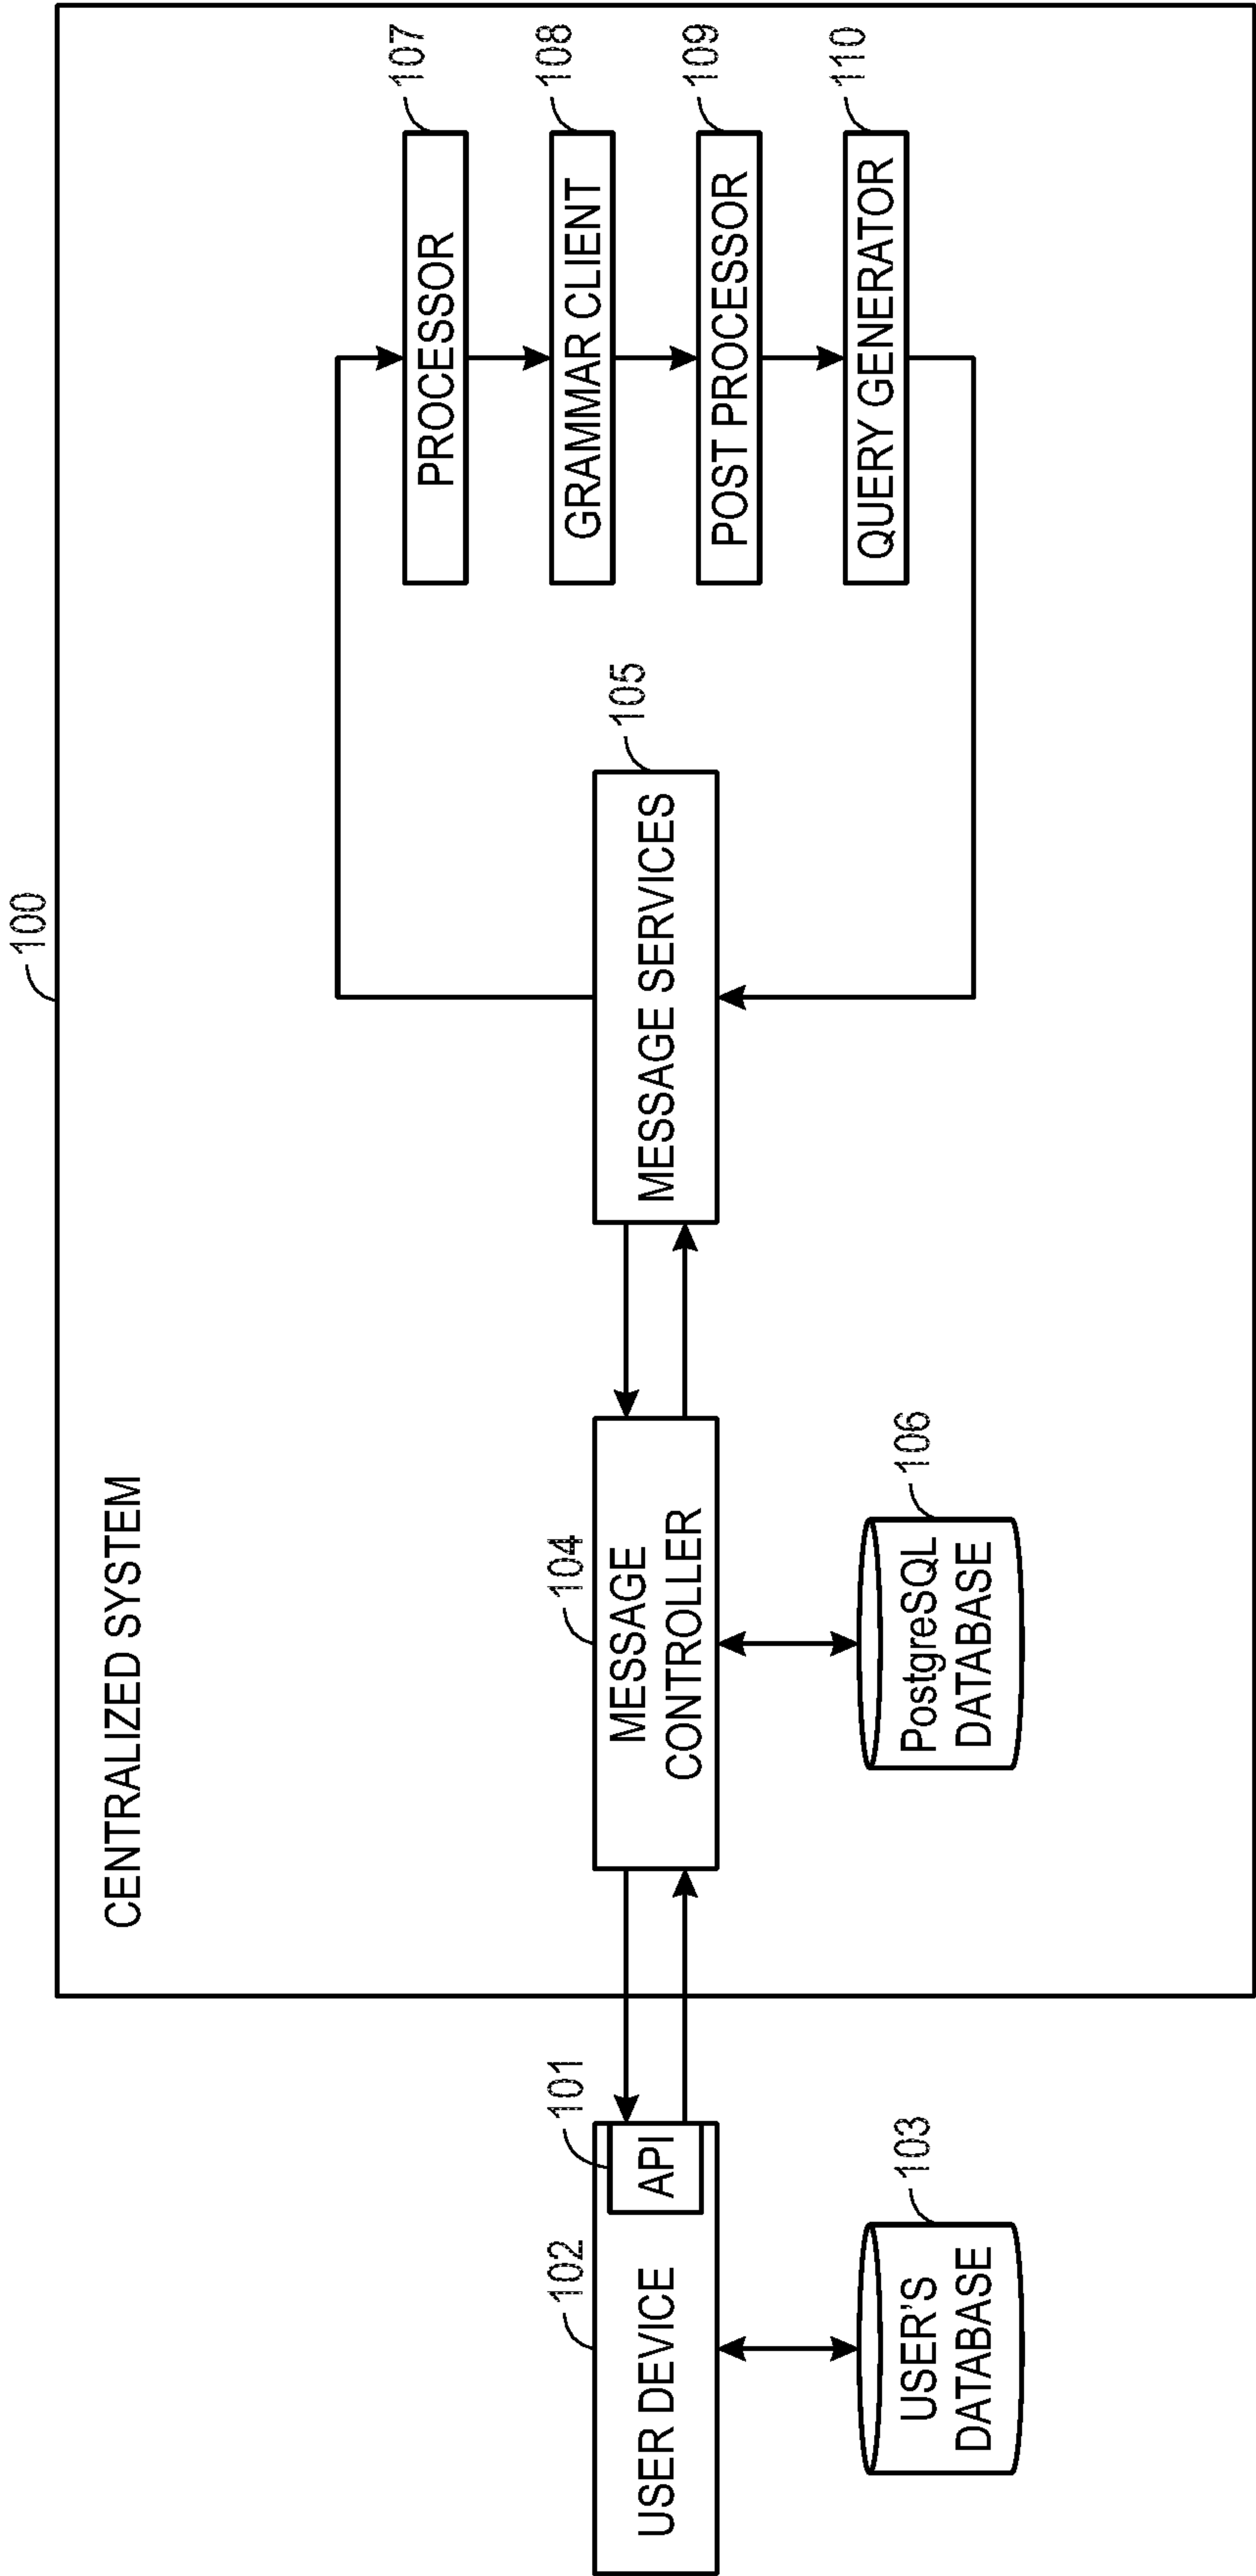 100
CENTRALIZED SYSTEM
107
PROCESSOR
108
GRAMMAR CLIENT
109
POST PROCESSOR
110
QUERY GENERATOR
105
MESSAGE SERVICES
104
MESSAGE
CONTROLLER
106
PostgreSQL
DATABASE
101
API
102
USER DEVICE
103
USER'S
DATABASE